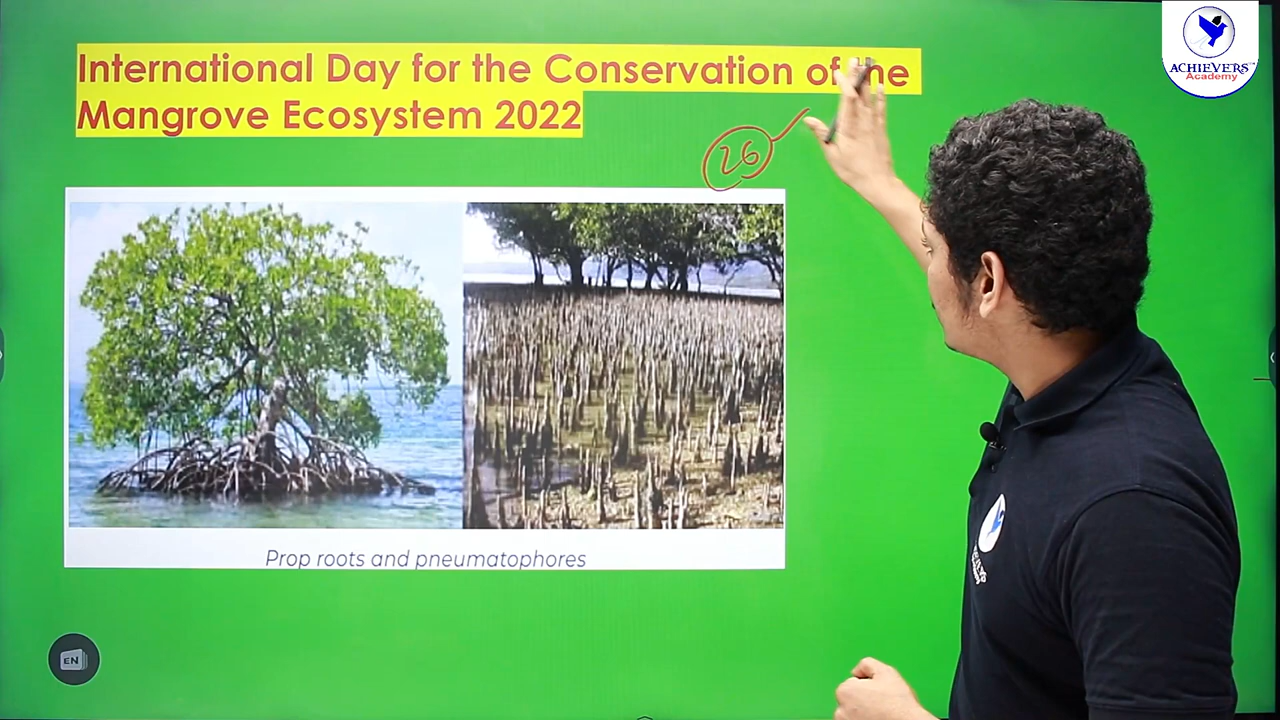 International Day for the Conservation of the
Mangrove Ecosystem 2022
26
Prop roots and pneumatophores
EN
ACHIEVERS
Academy